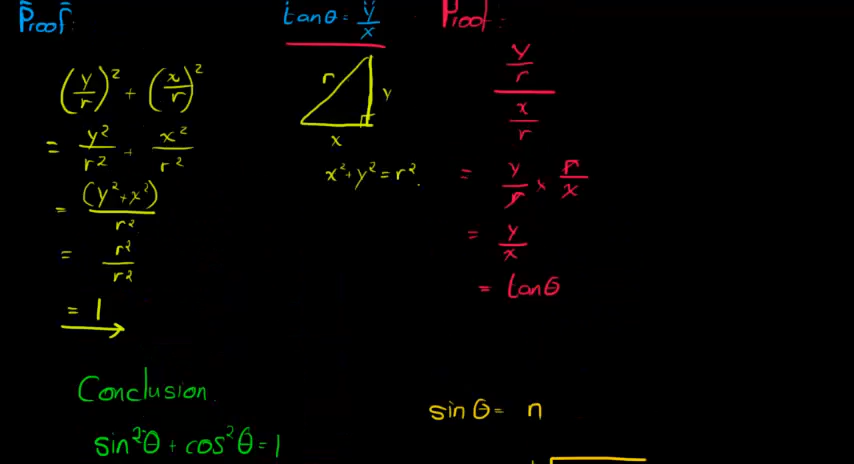 Proof:
(y/r)² + (x/r)²
= y²/r² + x²/r²
= (y²+x²)/r²
= r²/r²
= 1
Conclusion.
sin²θ + cos²θ = 1
tanθ = y/x
r
y
x
x²+y² = r².
Proof:
y/r / x/r
= y/r × r/x
= y/x
= tanθ
sinθ = n